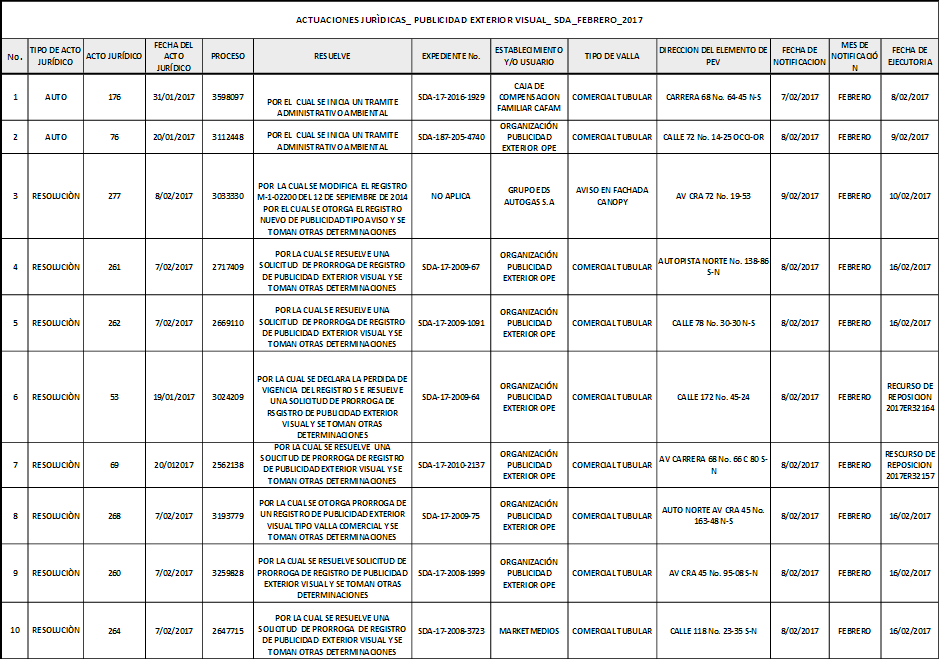 ACTUACIONES JURÌDICAS_ PUBLICIDAD EXTERIOR VISUAL_ SDA_FEBRERO_2017
No. TIPO DE ACTO JURÍDICO ACTO JURÍDICO FECHA DEL ACTO JURÍDICO PROCESO RESUELVE EXPEDIENTE No. ESTABLECIMIENTO Y/O USUARIO TIPO DE VALLA DIRECCION DEL ELEMENTO DE PEV FECHA DE NOTIFICACION MES DE NOTIFICACIÓN FECHA DE EJECUTORIA
1 AUTO 176 31/01/2017 3598097 POR EL CUAL SE INICIA UN TRAMITE ADMINISTRATIVO AMBIENTAL SDA-17-2016-1929 CAJA DE COMPENSACION FAMILIAR CAFAM COMERCIAL TUBULAR CARRERA 68 No. 64-45 N-S 7/02/2017 FEBRERO 8/02/2017
2 AUTO 76 20/01/2017 3112448 POR EL CUAL SE INICIA UN TRAMITE ADMINISTRATIVO AMBIENTAL SDA-187-205-4740 ORGANIZACIÓN PUBLICIDAD EXTERIOR OPE COMERCIAL TUBULAR CALLE 72 No. 14-25 OCCI-OR 8/02/2017 FEBRERO 9/02/2017
3 RESOLUCIÒN 277 8/02/2017 3033330 POR LA CUAL SE MODIFICA EL REGISTRO M-1-02200 DEL 12 DE SEPIEMBRE DE 2014 POR EL CUAL SE OTORGA EL REGISTRO NUEVO DE PUBLICIDAD TIPO AVISO Y SE TOMAN OTRAS DETERMINACIONES NO APLICA GRUPO EDS AUTOGAS S.A AVISO EN FACHADA CANOPY AV CRA 72 No. 19-53 9/02/2017 FEBRERO 10/02/2017
4 RESOLUCIÒN 261 7/02/2017 2717409 POR LA CUAL SE RESUELVE UNA SOLICITUD DE PRORROGA DE REGISTRO DE PUBLICIDAD EXTERIOR VISUAL Y SE TOMAN OTRAS DETERMINACIONES SDA-17-2009-67 ORGANIZACIÓN PUBLICIDAD EXTERIOR OPE COMERCIAL TUBULAR AUTOPISTA NORTE No. 138-86 S-N 8/02/2017 FEBRERO 16/02/2017
5 RESOLUCIÒN 262 7/02/2017 2669110 POR LA CUAL SE RESUELVE UNA SOLICITUD DE PRORROGA DE REGISTRO DE PUBLICIDAD EXTERIOR VISUAL Y SE TOMAN OTRAS DETERMINACIONES SDA-17-2009-1091 ORGANIZACIÓN PUBLICIDAD EXTERIOR OPE COMERCIAL TUBULAR CALLE 78 No. 30-30 N-S 8/02/2017 FEBRERO 16/02/2017
6 RESOLUCIÒN 53 19/01/2017 3024209 POR LA CUAL SE DECLARA LA PERDIDA DE VIGENCIA DEL REGISTRO S E RESUELVE UNA SOLICITUD DE PRORROGA DE RSGISTRO DE PUBLICIDAD EXTERIOR VISUAL Y SE TOMAN OTRAS DETERMINACIONES SDA-17-2009-64 ORGANIZACIÓN PUBLICIDAD EXTERIOR OPE COMERCIAL TUBULAR CALLE 172 No. 45-24 8/02/2017 FEBRERO RECURSO DE REPOSICION 2017ER32164
7 RESOLUCIÒN 69 20/012017 2562138 POR LA CUAL SE RESUELVE UNA SOLICITUD DE PRORROGA DE REGISTRO DE PUBLICIDAD EXTERIOR VISUAL Y SE TOMAN OTRAS DETERMINACIONES SDA-17-2010-2137 ORGANIZACIÓN PUBLICIDAD EXTERIOR OPE COMERCIAL TUBULAR AV CARRERA 68 No. 66 C 80 S-N 8/02/2017 FEBRERO RESCURSO DE REPOSICION 2017ER32157
8 RESOLUCIÒN 268 7/02/2017 3193779 POR LA CUAL SE OTORGA PRORROGA DE UN REGISTRO DE PUBLICIDAD EXTERIOR VISUAL TIPO VALLA COMERCIAL Y SE TOMAN OTRAS DETERMINACIONES SDA-17-2009-75 ORGANIZACIÓN PUBLICIDAD EXTERIOR OPE COMERCIAL TUBULAR AUTO NORTE AV CRA 45 No. 163-48 N-S 8/02/2017 FEBRERO 16/02/2017
9 RESOLUCIÒN 260 7/02/2017 3259828 POR LA CUAL SE RESUELVE SOLICITUD DE PRORROGA DE REGISTRO DE PUBLICIDAD EXTERIOR VISUAL Y SE TOMAN OTRAS DETERMINACIONES SDA-17-2008-1999 ORGANIZACIÓN PUBLICIDAD EXTERIOR OPE COMERCIAL TUBULAR AV CRA 45 No. 95-08 S-N 8/02/2017 FEBRERO 16/02/2017
10 RESOLUCIÒN 264 7/02/2017 2647715 POR LA CUAL SE RESUELVE UNA SOLICITUD DE PRORROGA DE REGISTRO DE PUBLICIDAD EXTERIOR VISUAL Y SE TOMAN OTRAS DETERMINACIONES SDA-17-2008-3723 MARKETMEDIOS COMERCIAL TUBULAR CALLE 118 No. 23-35 S-N 8/02/2017 FEBRERO 16/02/2017